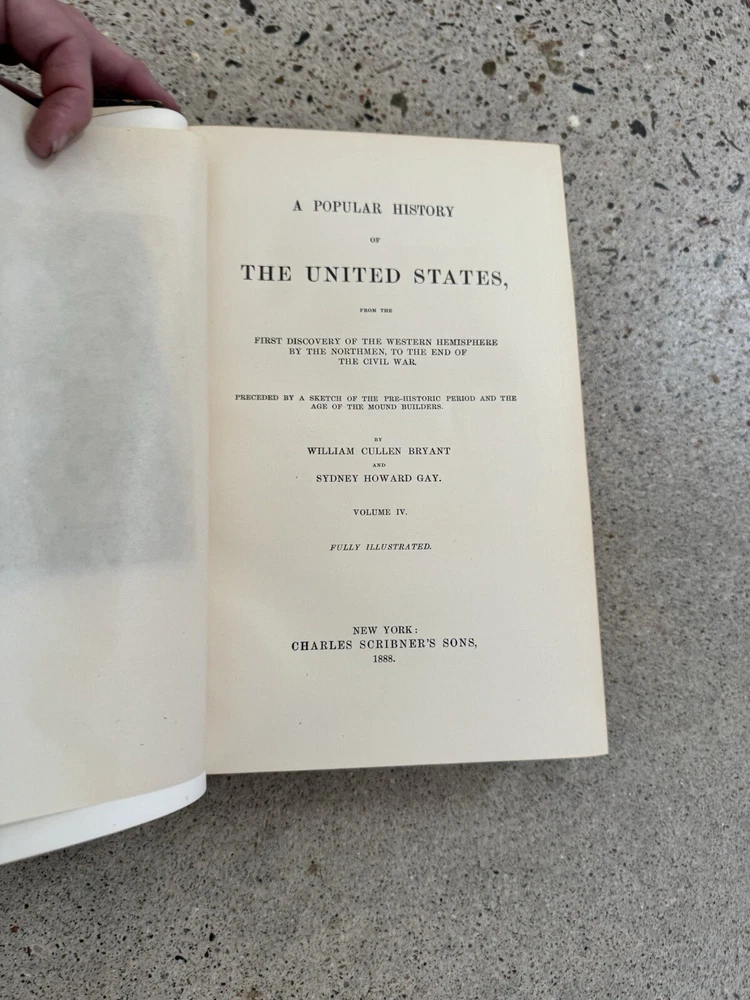 A POPULAR HISTORY
OF
THE UNITED STATES,
FROM THE
FIRST DISCOVERY OF THE WESTERN HEMISPHERE
BY THE NORTHMEN, TO THE END OF
THE CIVIL WAR.
PRECEDED BY A SKETCH OF THE PRE-HISTORIC PERIOD AND THE
AGE OF THE MOUND BUILDERS.
BY
WILLIAM CULLEN BRYANT
AND
SYDNEY HOWARD GAY.
VOLUME IV.
FULLY ILLUSTRATED.
NEW YORK:
CHARLES SCRIBNER'S SONS,
1888.